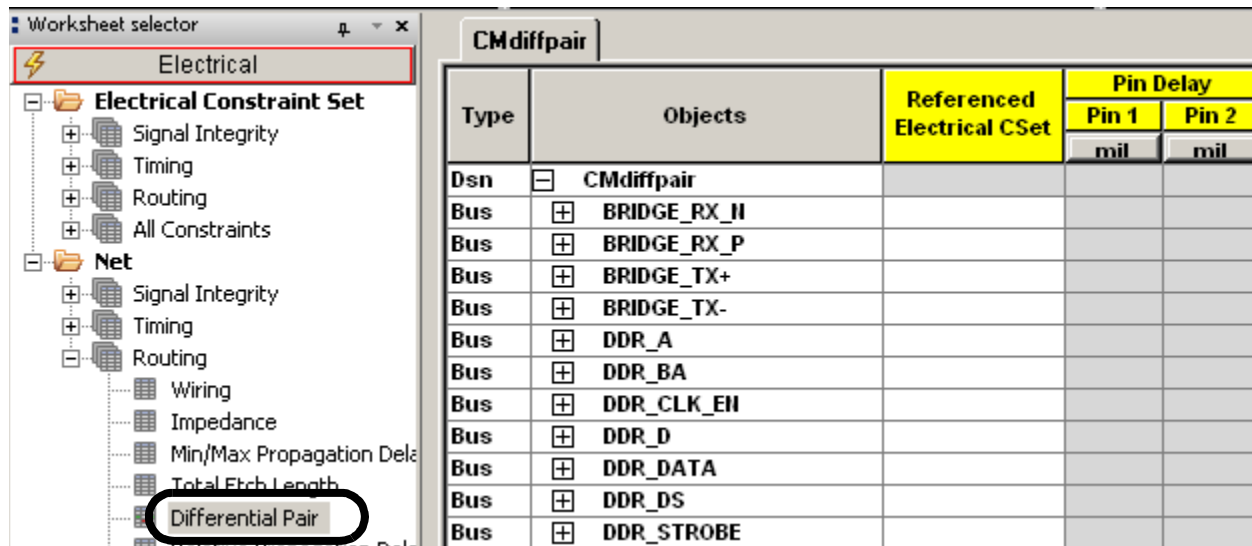 Worksheet selector
Electrical
Electrical Constraint Set
Signal Integrity
Timing
Routing
All Constraints
Net
Signal Integrity
Timing
Routing
Wiring
Impedance
Min/Max Propagation Dela
Total Etch Length
Differential Pair
CMdiffpair
Type Objects Referenced Electrical CSet Pin Delay
Pin 1 Pin 2
mil mil
Dsn CMdiffpair
Bus BRIDGE_RX_N
Bus BRIDGE_RX_P
Bus BRIDGE_TX+
Bus BRIDGE_TX-
Bus DDR_A
Bus DDR_BA
Bus DDR_CLK_EN
Bus DDR_D
Bus DDR_DATA
Bus DDR_DS
Bus DDR_STROBE